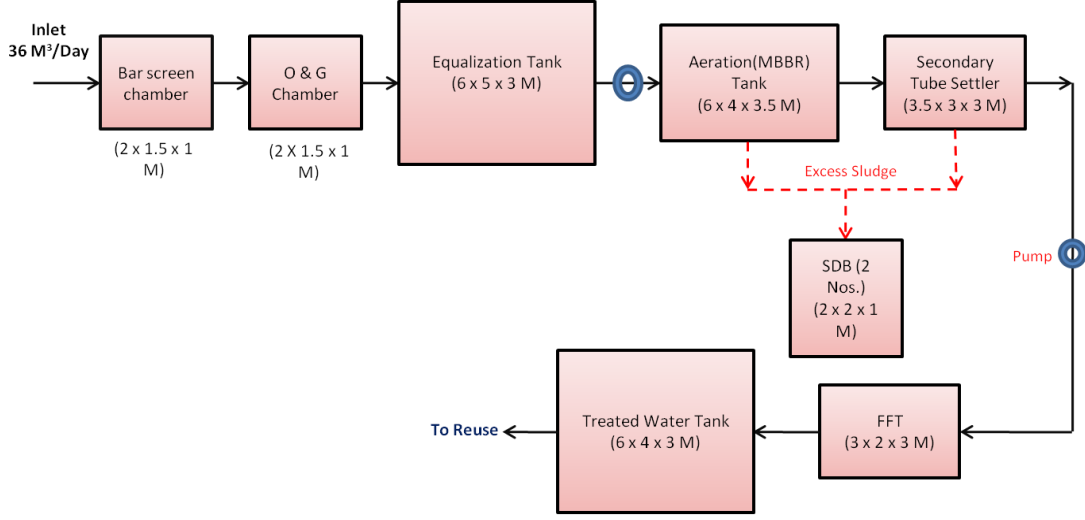 Inlet
36 M³/Day
Bar screen
chamber
(2 x 1.5 x 1
M)
O & G
Chamber
(2 X 1.5 x 1
M)
Equalization Tank
(6 x 5 x 3 M)
Aeration(MBBR)
Tank
(6 x 4 x 3.5 M)
Secondary
Tube Settler
(3.5 x 3 x 3 M)
Excess Sludge
SDB (2
Nos.)
(2 x 2 x 1
M)
Pump
FFT
(3 x 2 x 3 M)
Treated Water Tank
(6 x 4 x 3 M)
To Reuse